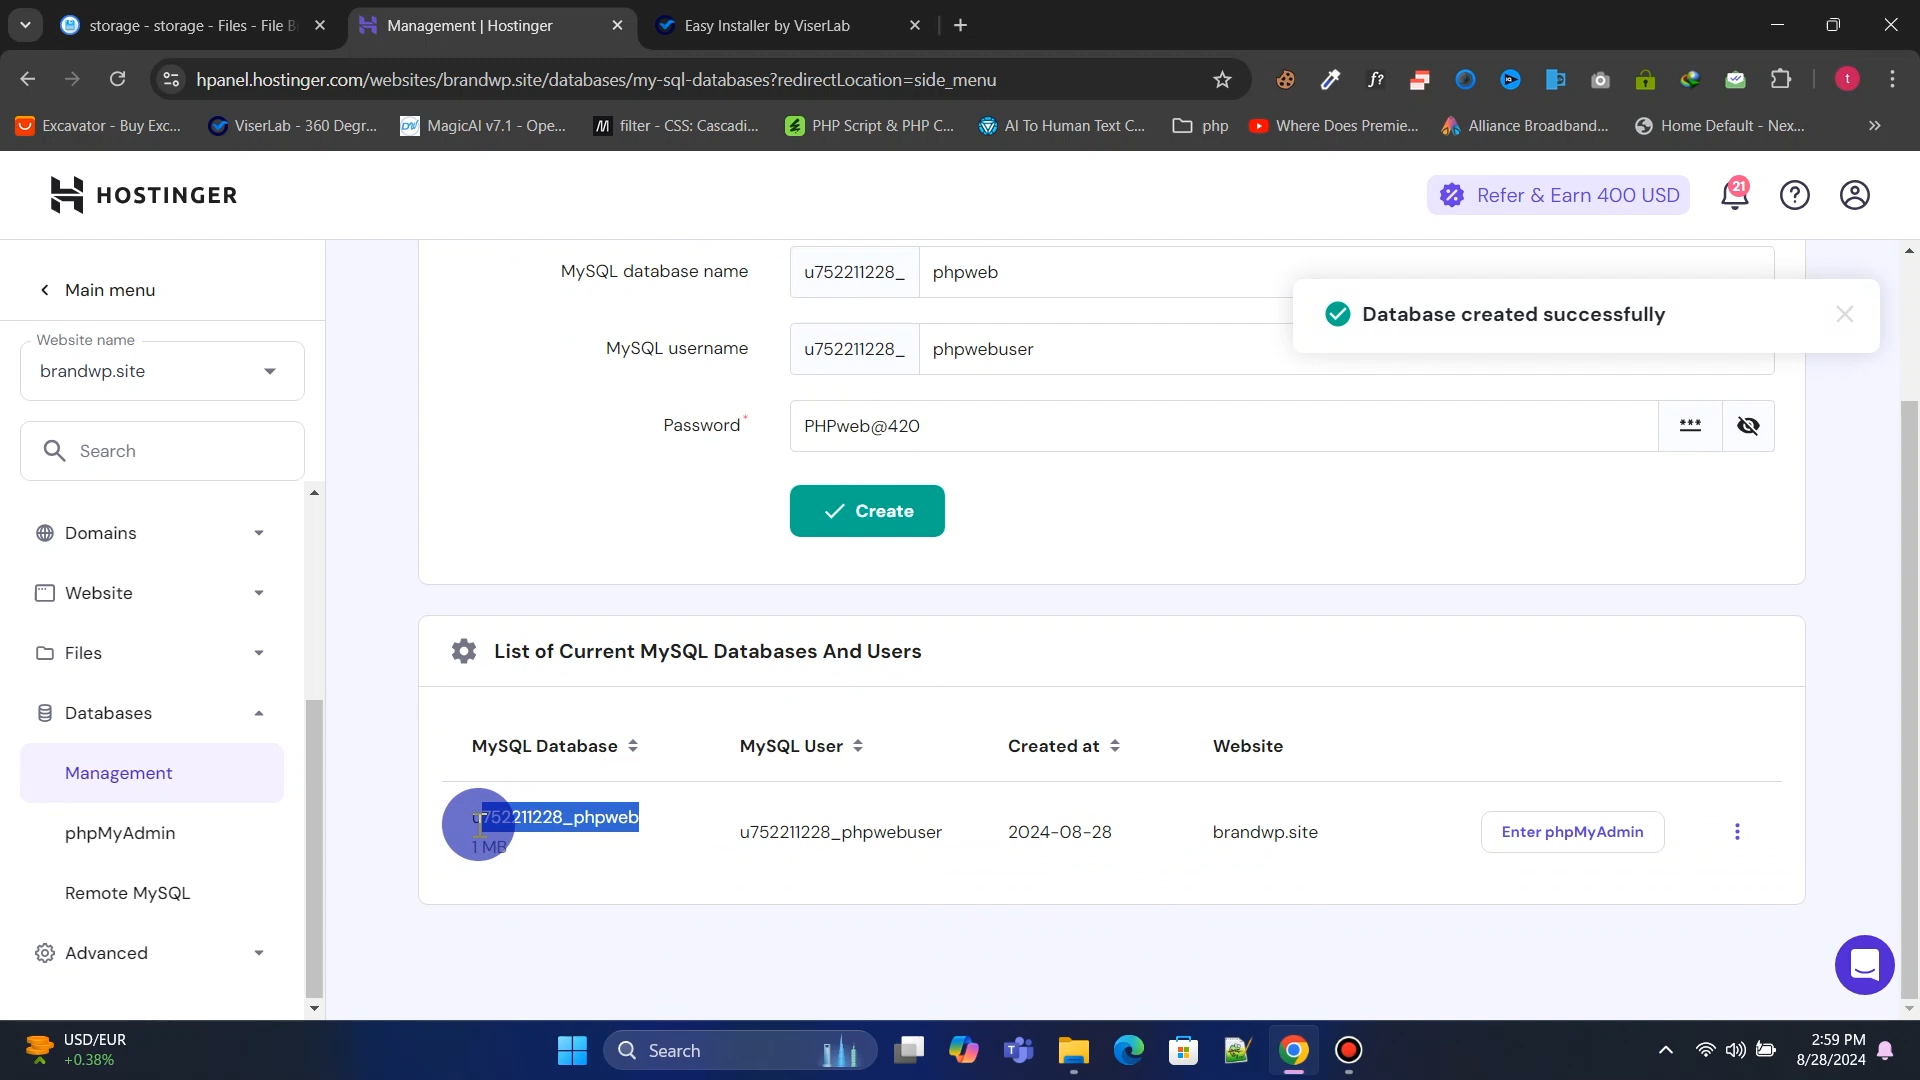 storage - storage - Files - File B
Management | Hostinger
Easy Installer by ViserLab
hpanel.hostinger.com/websites/brandwp.site/databases/my-sql-databases?redirectLocation=side_menu
Excavator - Buy Exc...
ViserLab - 360 Degr...
MagicAI v7.1 - Ope...
filter - CSS: Cascadi...
PHP Script & PHP C...
AI To Human Text C...
php
Where Does Premie...
Alliance Broadband...
Home Default - Nex...
HOSTINGER
Refer & Earn 400 USD
21
Main menu
Website name
brandwp.site
Search
Domains
Website
Files
Databases
Management
phpMyAdmin
Remote MySQL
Advanced
MySQL database name
u752211228_ phpweb
Database created successfully
MySQL username
u752211228_ phpwebuser
Password*
PHPweb@420
Create
List of Current MySQL Databases And Users
MySQL Database MySQL User Created at Website
u752211228_phpweb
1 MB
u752211228_phpwebuser 2024-08-28 brandwp.site Enter phpMyAdmin
USD/EUR
+0.38%
Search
2:59 PM
8/28/2024